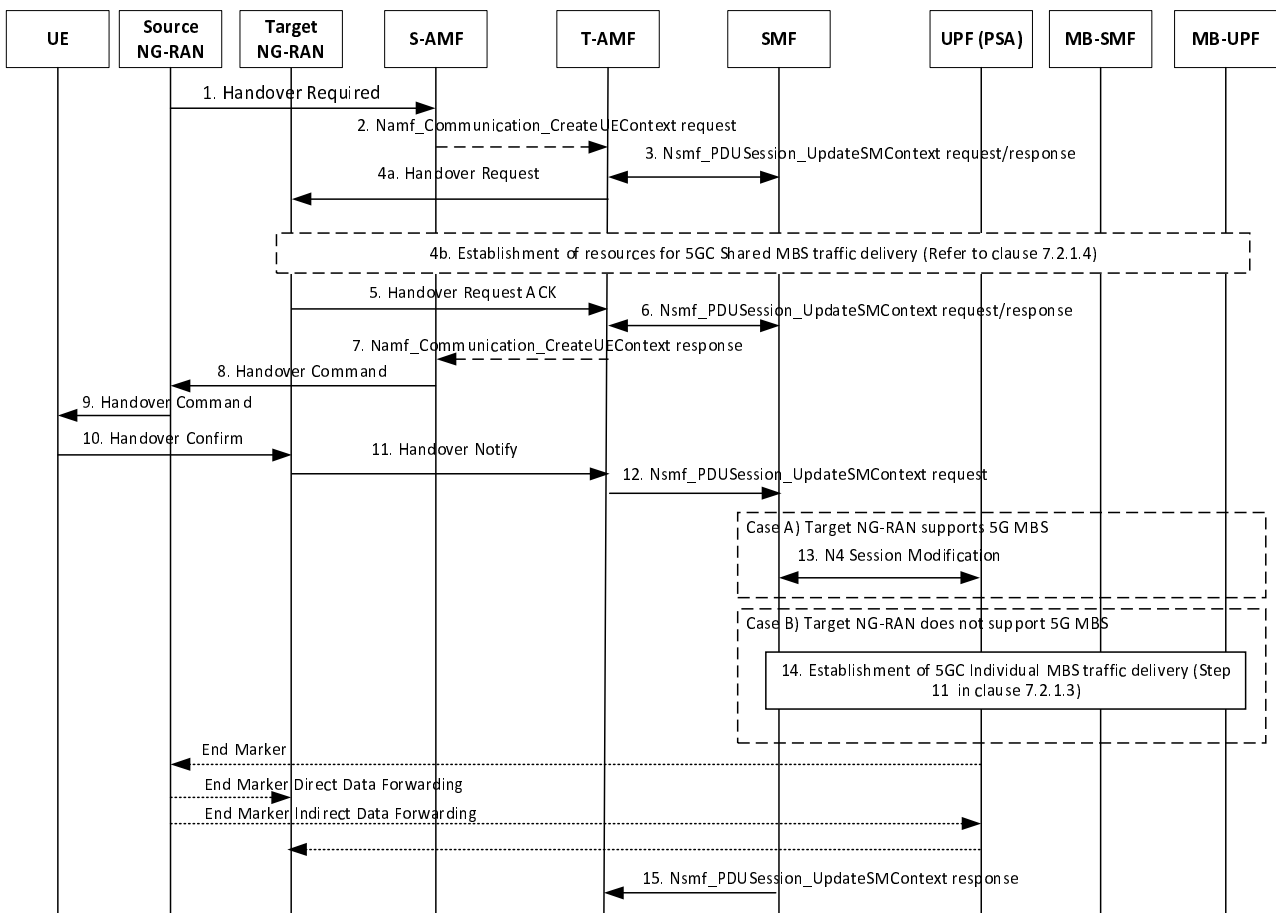 UE
Source
NG-RAN
Target
NG-RAN
S-AMF
T-AMF
SMF
UPF (PSA)
MB-SMF
MB-UPF
1. Handover Required
2. Namf_Communication_CreateUEContext request
3. Nsmf_PDUSession_UpdateSMContext request/response
4a. Handover Request
4b. Establishment of resources for 5GC Shared MBS traffic delivery (Refer to clause 7.2.1.4)
5. Handover Request ACK
6. Nsmf_PDUSession_UpdateSMContext request/response
7. Namf_Communication_CreateUEContext response
8. Handover Command
9. Handover Command
10. Handover Confirm
11. Handover Notify
12. Nsmf_PDUSession_UpdateSMContext request
Case A) Target NG-RAN supports 5G MBS
13. N4 Session Modification
Case B) Target NG-RAN does not support 5G MBS
14. Establishment of 5GC Individual MBS traffic delivery (Step
11 in clause 7.2.1.3)
End Marker
End Marker Direct Data Forwarding
End Marker Indirect Data Forwarding
15. Nsmf_PDUSession_UpdateSMContext response